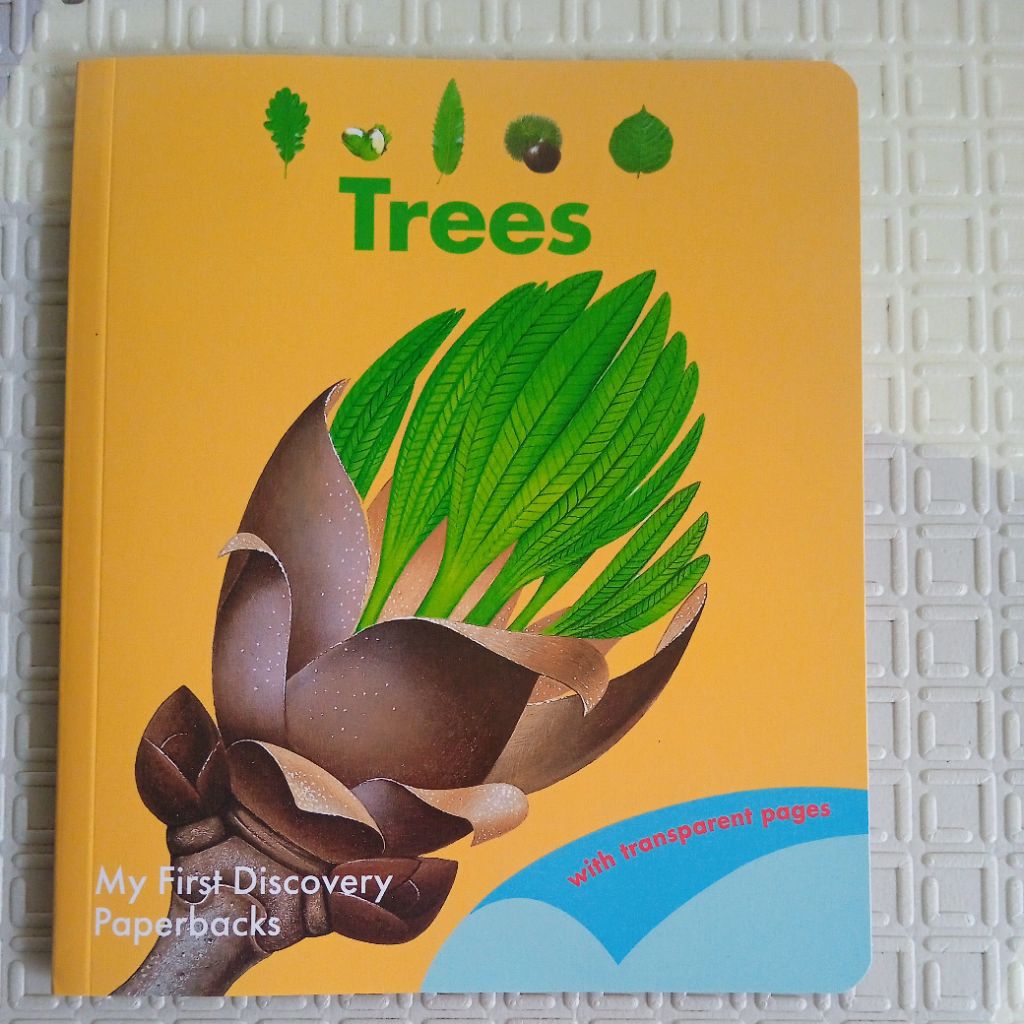 Trees
with transparent pages
My First Discovery
Paperbacks